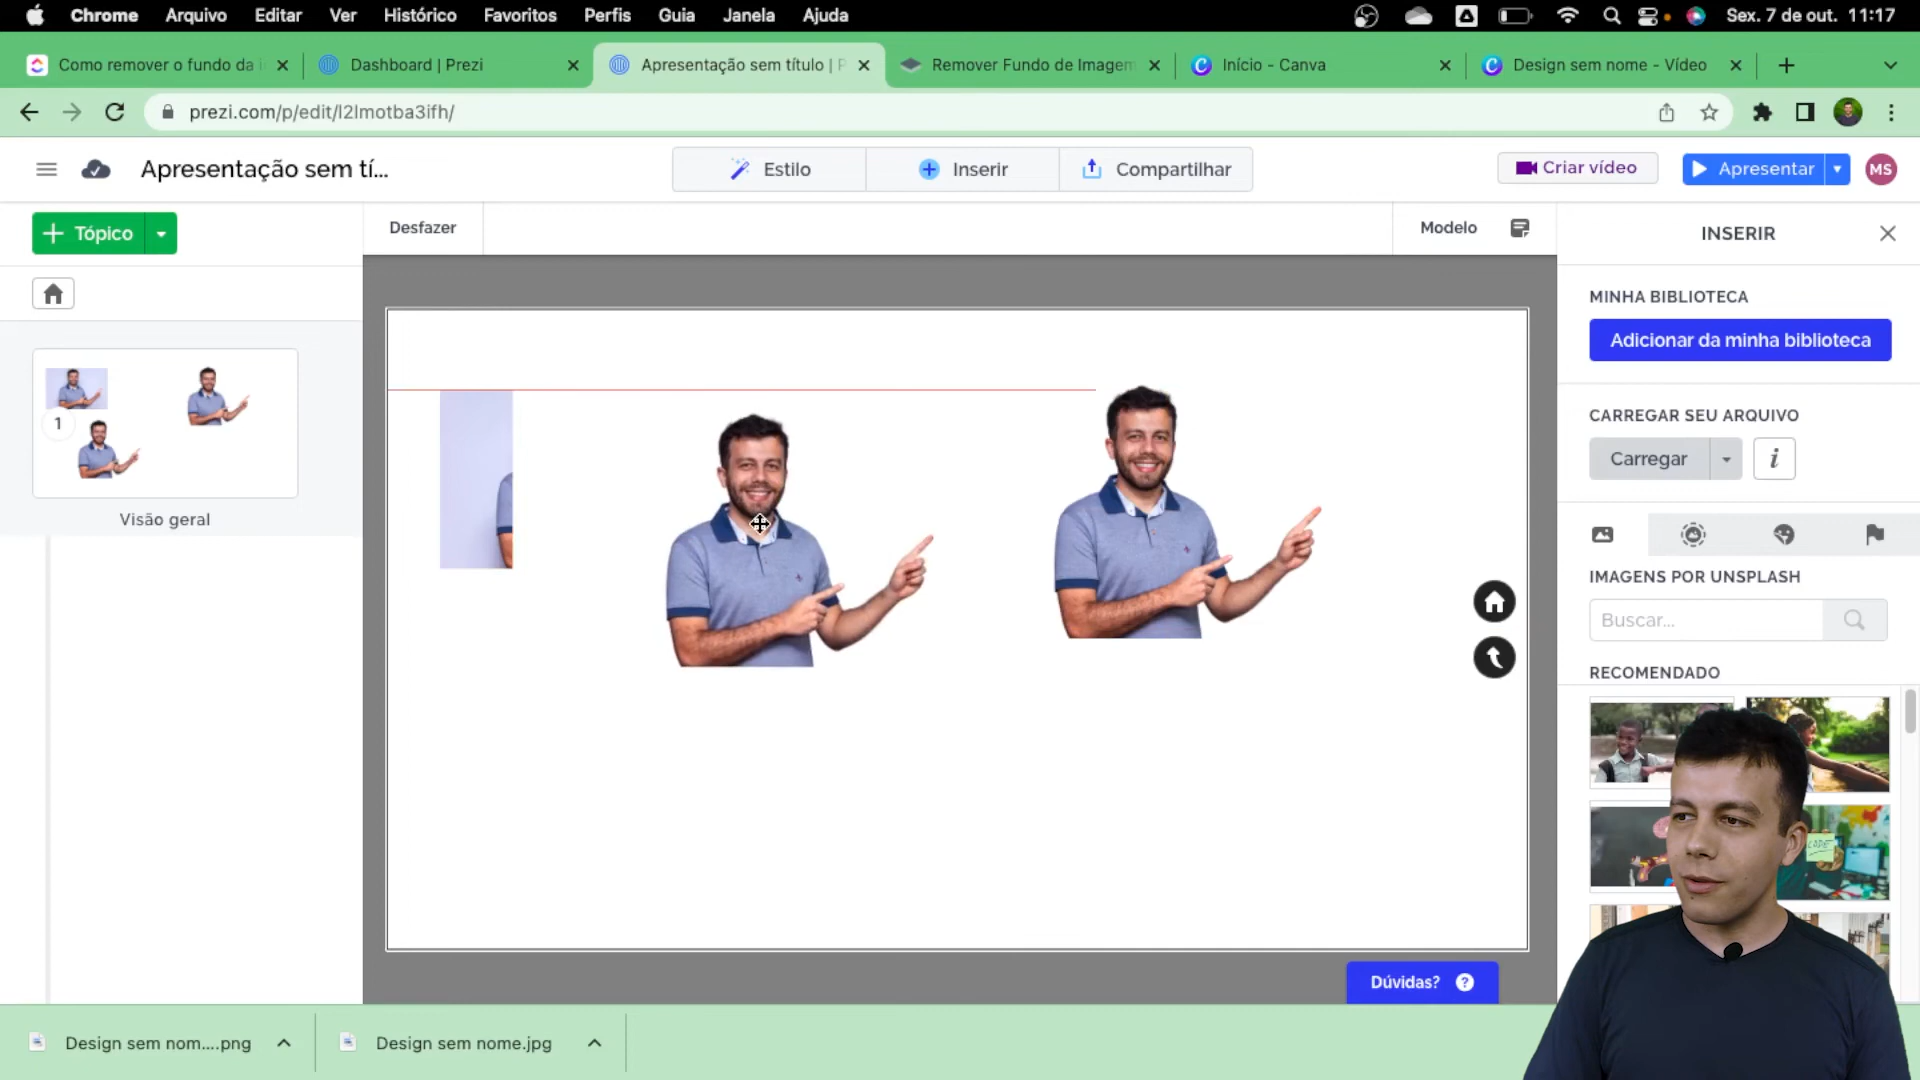 Chrome Arquivo Editar Ver Histórico Favoritos Perfis Guia Janela Ajuda Sex. 7 de out. 11:17
Como remover o fundo da i
Dashboard | Prezi
Apresentação sem título | P
Remover Fundo de Imagem
Início - Canva
Design sem nome - Vídeo
prezi.com/p/edit/l2lmotba3ifh/
Apresentação sem tí...
Estilo
Inserir
Compartilhar
Criar vídeo
Apresentar
MS
Tópico
Desfazer
Modelo
INSERIR
MINHA BIBLIOTECA
Adicionar da minha biblioteca
CARREGAR SEU ARQUIVO
Carregar
i
1
Visão geral
IMAGENS POR UNSPLASH
Buscar...
RECOMENDADO
Dúvidas? ?
Design sem nom....png
Design sem nome.jpg